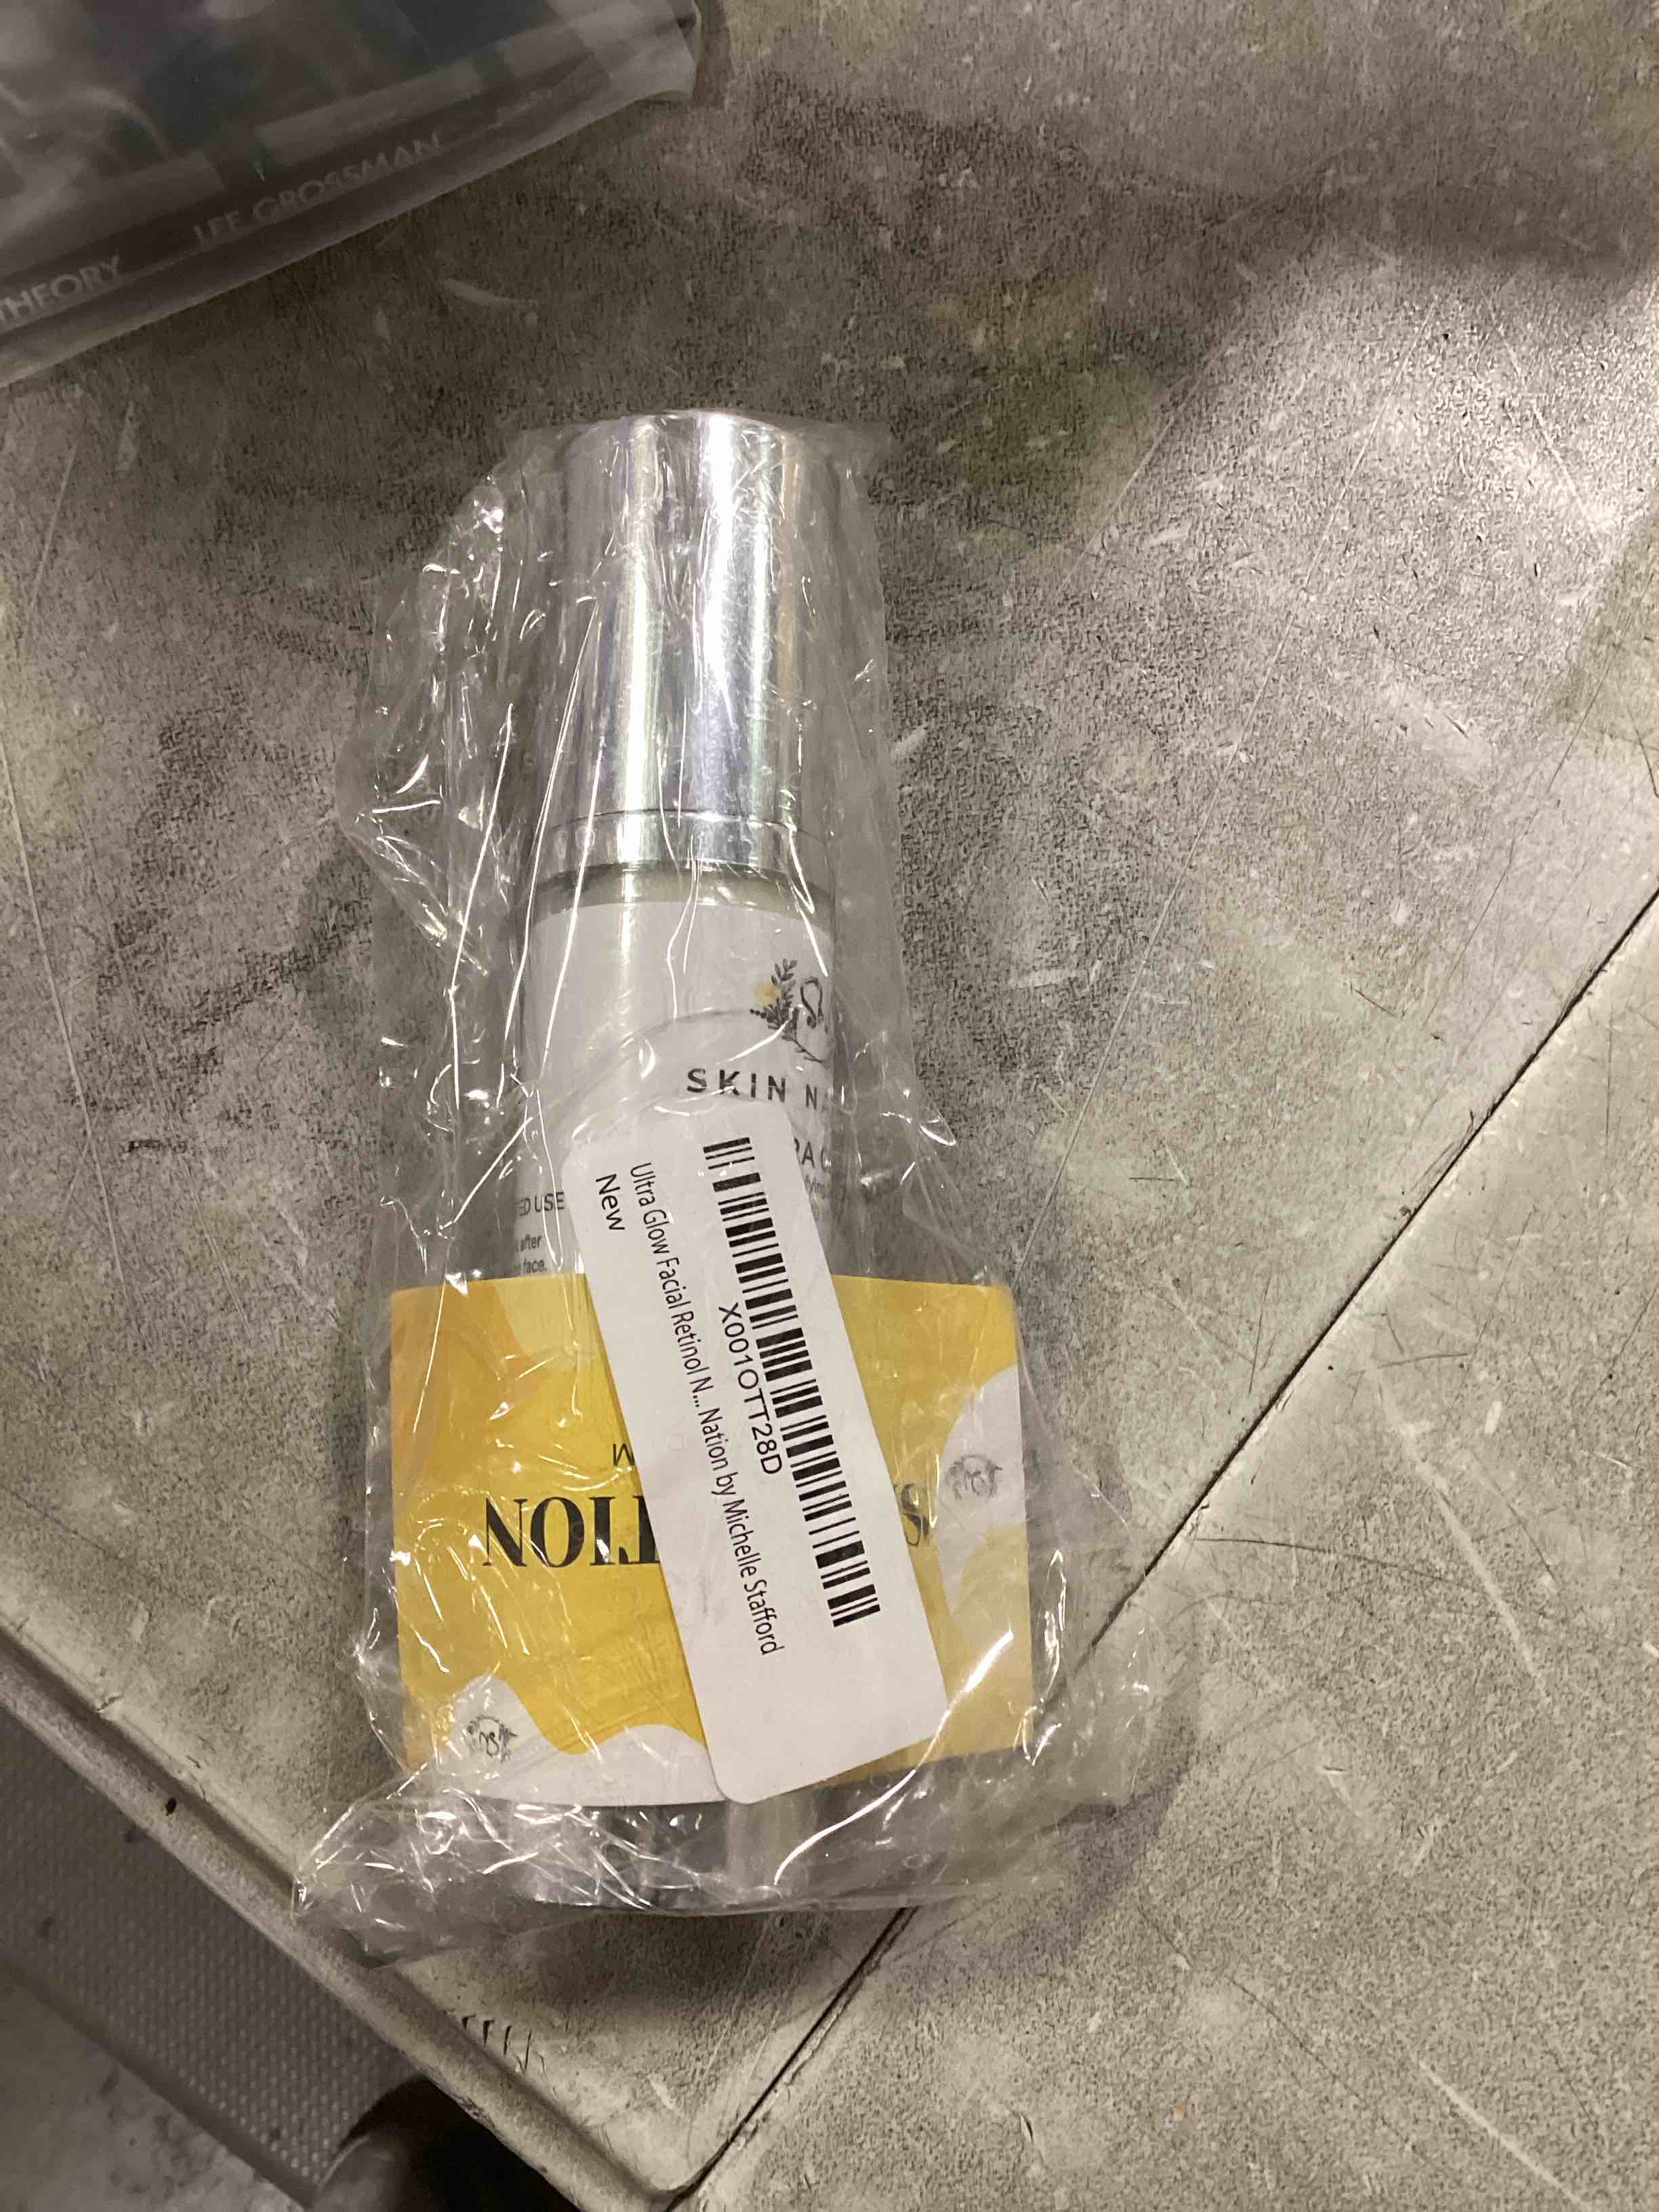 THEORY
LEE GROSSMAN
SKIN NA
RA G
ED USE
after
face.
X001OTT28D
Ultra Glow Facial Retinol N... Nation by Michelle Stafford
New
M
S TION